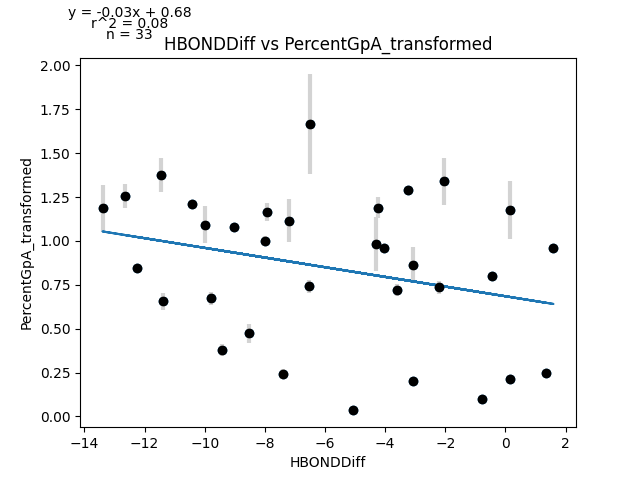 y = -0.03x + 0.68
r^2 = 0.08
n = 33
HBONDDiff vs PercentGpA_transformed
PercentGpA_transformed
2.00
1.75
1.50
1.25
1.00
0.75
0.50
0.25
0.00
−14 −12 −10 −8 −6 −4 −2 0 2
HBONDDiff